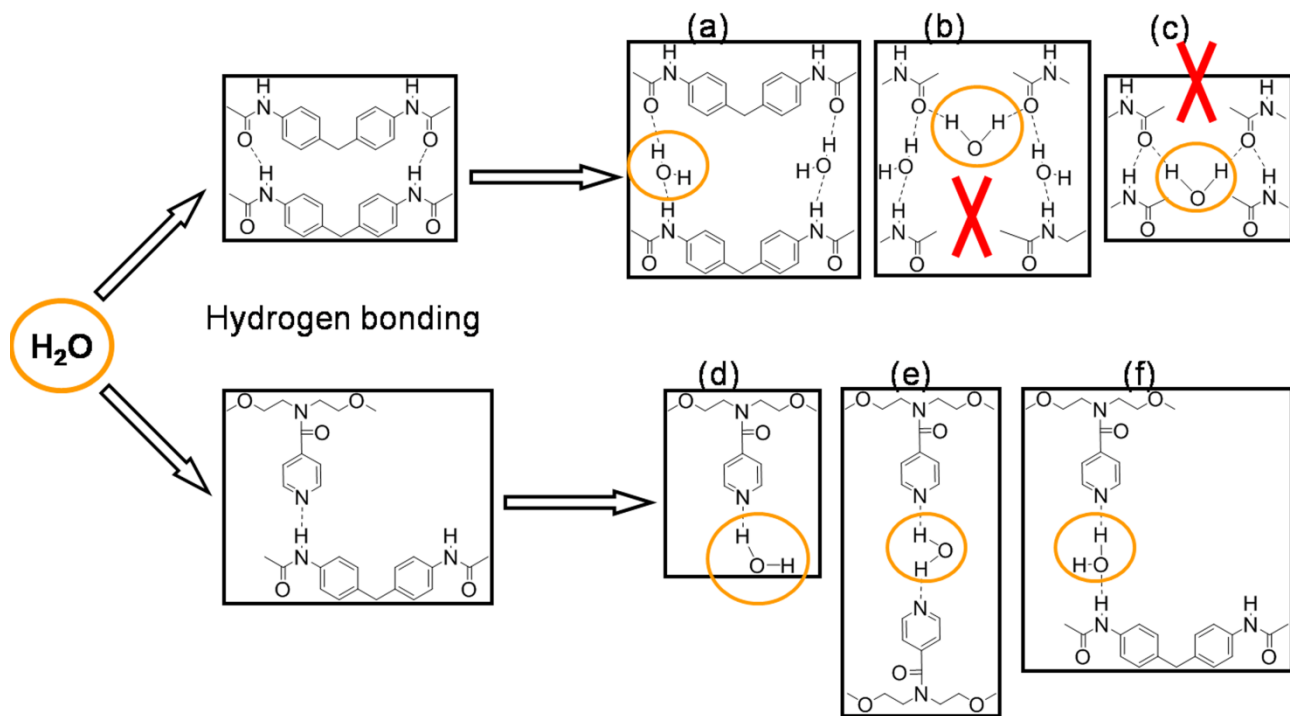 (a)
(b)
(c)
H H
N N
O O
H H
N N
O O
H H
N N
O O
H H
O-H H-O
H H
N N
O O
H H
N N
O O
H H H H
O
H-O O-H
H H
N N
O O
H H
N N
O O
H H H H
O
N N
O O
H₂O
Hydrogen bonding
(d)
(e)
(f)
O N O
O
N
H H
N N
O O
O N O
O
N
H
O-H
O N O
O
N
H
O
H
N
O
O N O
O N O
O
N
H
H-O
H H
N N
O O